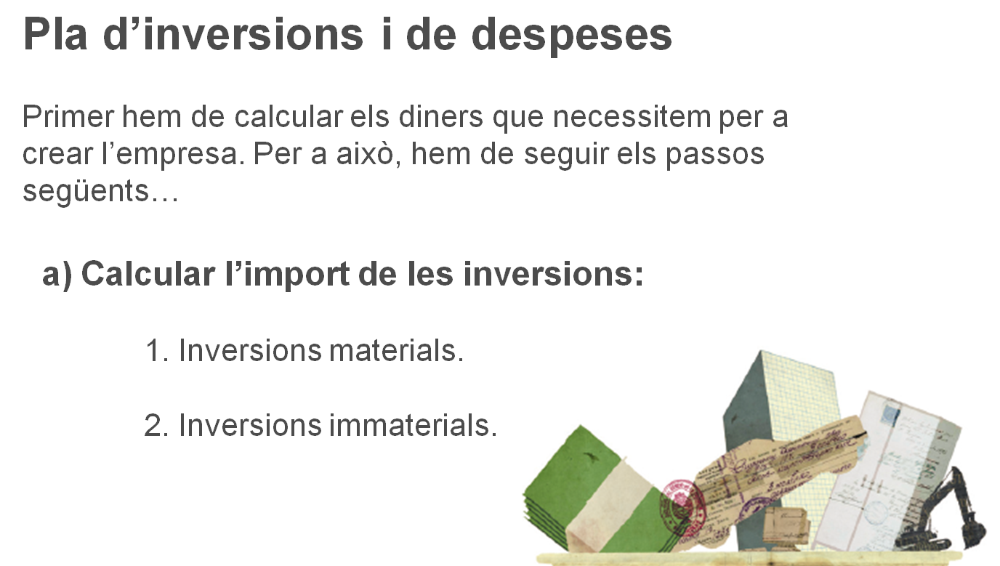 Pla d’inversions i de despeses
Primer hem de calcular els diners que necessitem per a
crear l’empresa. Per a això, hem de seguir els passos
següents…
a) Calcular l’import de les inversions:
1. Inversions materials.
2. Inversions immaterials.